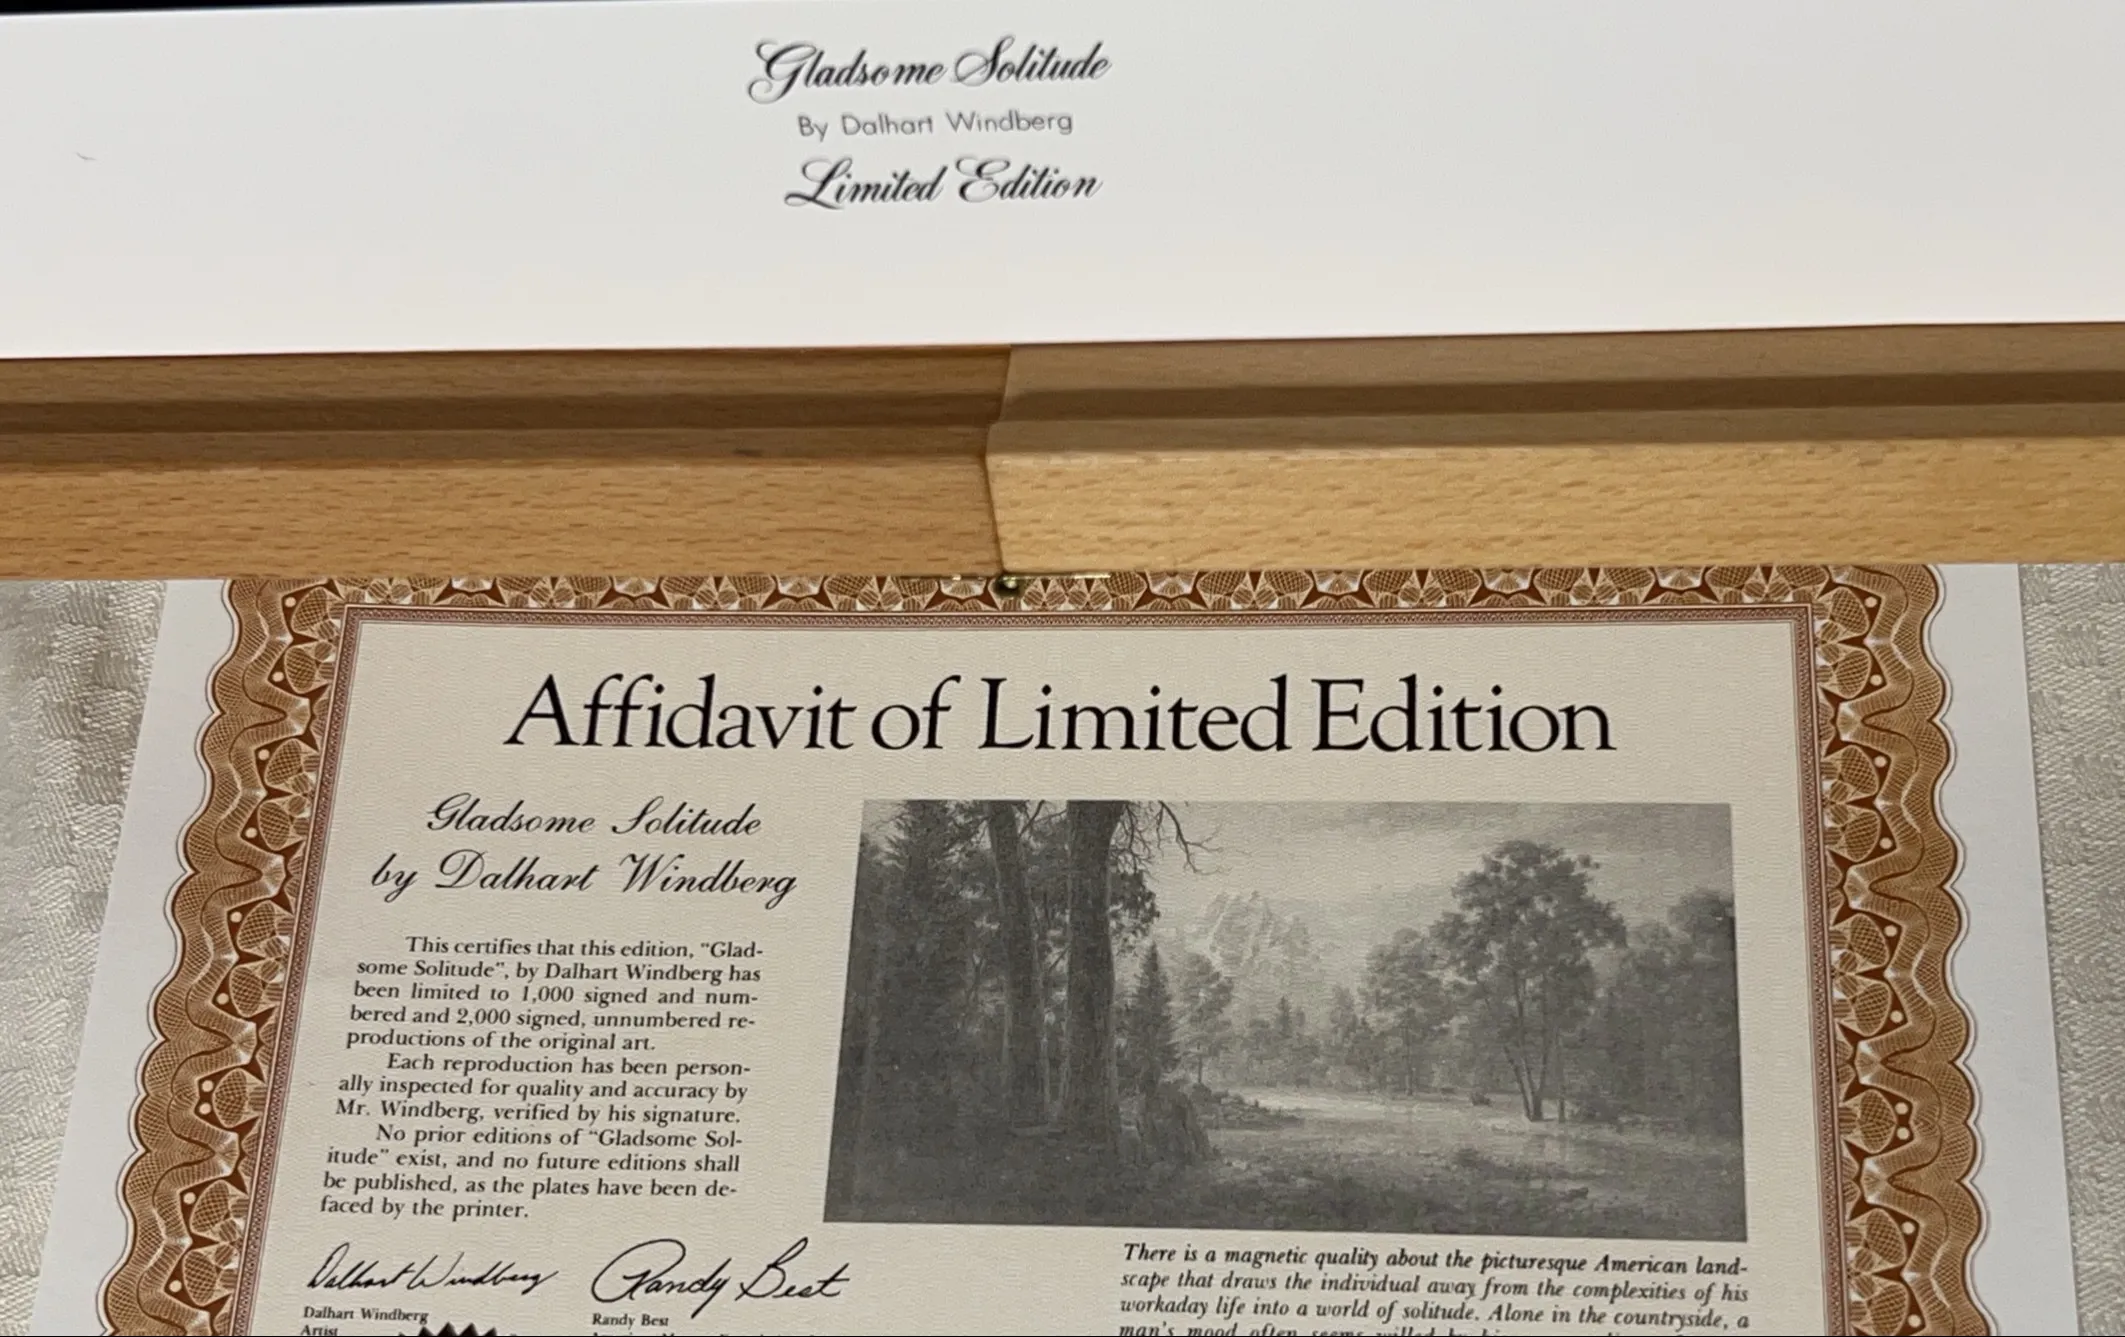 Gladsome Solitude
By Dalhart Windberg
Limited Edition
Affidavit of Limited Edition
Gladsome Solitude
by Dalhart Windberg
This certifies that this edition, "Glad-
some Solitude", by Dalhart Windberg has
been limited to 1,000 signed and num-
bered and 2,000 signed, unnumbered re-
productions of the original art.
Each reproduction has been person-
ally inspected for quality and accuracy by
Mr. Windberg, verified by his signature.
No prior editions of "Gladsome Sol-
itude" exist, and no future editions shall
be published, as the plates have been de-
faced by the printer.
Dalhart Windberg
Randy Best
Dalhart Windberg
Artist
Randy Best
There is a magnetic quality about the picturesque American land-
scape that draws the individual away from the complexities of his
workaday life into a world of solitude. Alone in the countryside, a
man's mood often seems